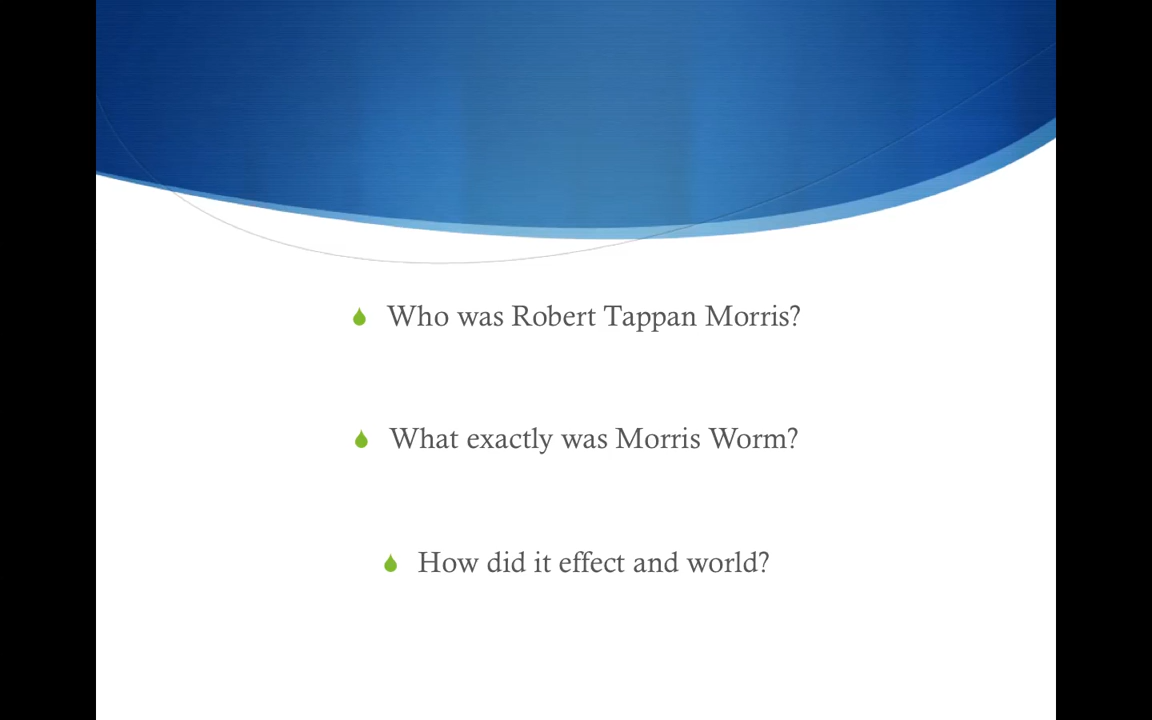 Who was Robert Tappan Morris?
What exactly was Morris Worm?
How did it effect and world?